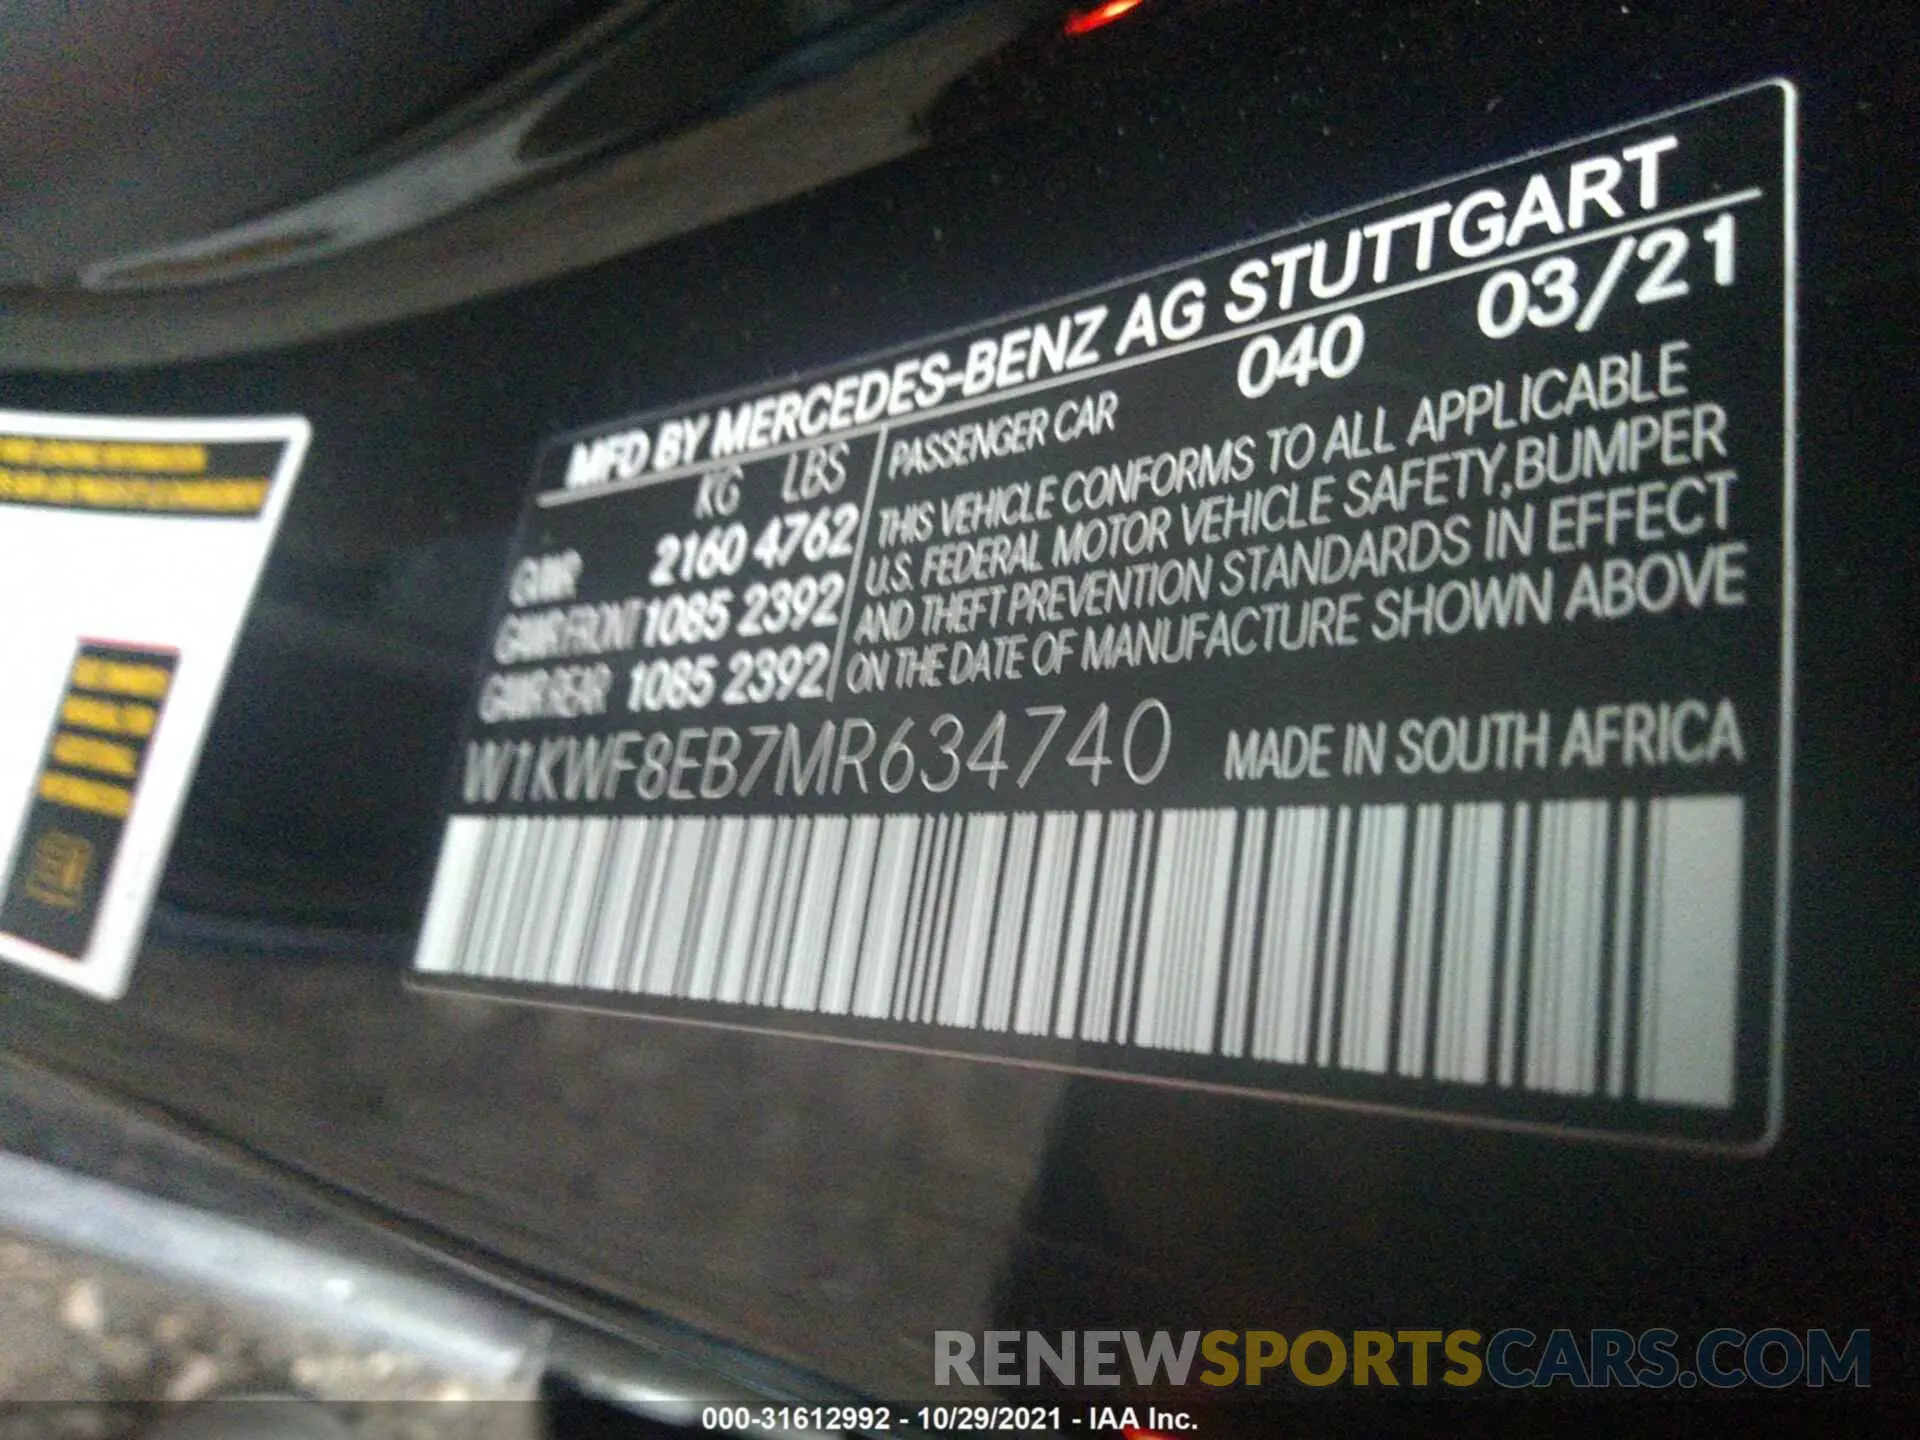 MFD BY MERCEDES-BENZ AG STUTTGART
KG LBS
GVWR 2160 4762
GAWR FRONT 1085 2392
GAWR REAR 1085 2392
PASSENGER CAR 040 03/21
THIS VEHICLE CONFORMS TO ALL APPLICABLE
U.S. FEDERAL MOTOR VEHICLE SAFETY, BUMPER
AND THEFT PREVENTION STANDARDS IN EFFECT
ON THE DATE OF MANUFACTURE SHOWN ABOVE
W1KWF8EB7MR634740 MADE IN SOUTH AFRICA
RENEWSPORTSCARS.COM
000-31612992 - 10/29/2021 - IAA Inc.